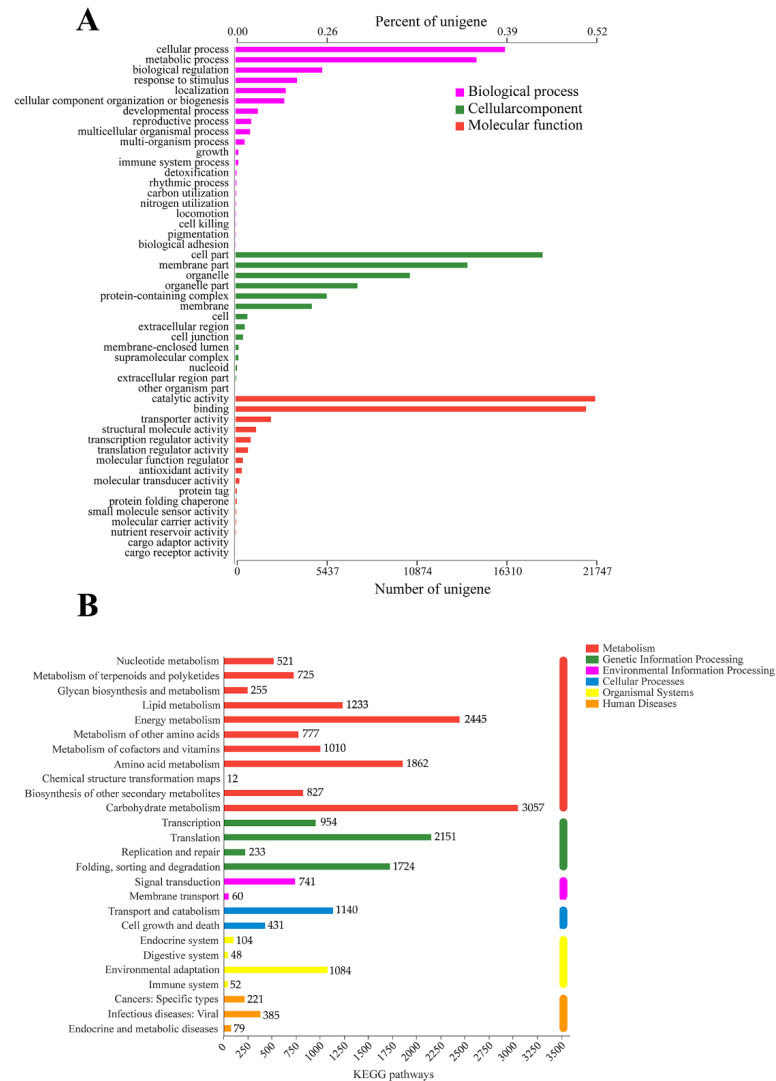 A
Percent of unigene
0.00 0.26 0.39 0.52
cellular process
metabolic process
biological regulation
response to stimulus
localization
cellular component organization or biogenesis
developmental process
reproductive process
multicellular organismal process
multi-organism process
growth
immune system process
detoxification
rhythmic process
carbon utilization
nitrogen utilization
locomotion
cell killing
pigmentation
biological adhesion
cell part
membrane part
organelle
organelle part
protein-containing complex
membrane
cell
extracellular region
cell junction
membrane-enclosed lumen
supramolecular complex
nucleoid
extracellular region part
other organism part
catalytic activity
binding
transporter activity
structural molecule activity
transcription regulator activity
translation regulator activity
molecular function regulator
antioxidant activity
molecular transducer activity
protein tag
protein folding chaperone
small molecule sensor activity
molecular carrier activity
nutrient reservoir activity
cargo adaptor activity
cargo receptor activity
Biological process
Cellularcomponent
Molecular function
0 5437 10874 16310 21747
Number of unigene
B
Nucleotide metabolism 521
Metabolism of terpenoids and polyketides 725
Glycan biosynthesis and metabolism 255
Lipid metabolism 1233
Energy metabolism 2445
Metabolism of other amino acids 777
Metabolism of cofactors and vitamins 1010
Amino acid metabolism 1862
Chemical structure transformation maps 12
Biosynthesis of other secondary metabolites 827
Carbohydrate metabolism 3057
Transcription 954
Translation 2151
Replication and repair 233
Folding, sorting and degradation 1724
Signal transduction 741
Membrane transport 60
Transport and catabolism 1140
Cell growth and death 431
Endocrine system 104
Digestive system 48
Environmental adaptation 1084
Immune system 52
Cancers: Specific types 221
Infectious diseases: Viral 385
Endocrine and metabolic diseases 79
Metabolism
Genetic Information Processing
Environmental Information Processing
Cellular Processes
Organismal Systems
Human Diseases
0 250 500 750 1000 1250 1500 1750 2000 2250 2500 2750 3000 3250 3500
KEGG pathways